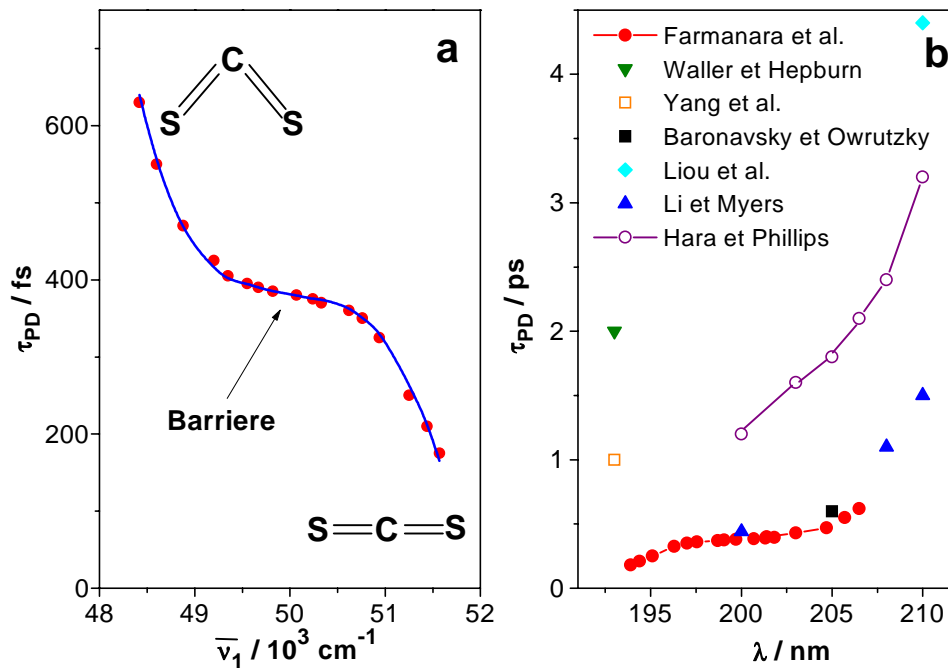 a
C
S S
600
400
200
0
τPD / fs
Barriere
S C S
48 49 50 51 52
ν1 / 10³ cm⁻¹
b
Farmanara et al.
Waller et Hepburn
Yang et al.
Baronavsky et Owrutzky
Liou et al.
Li et Myers
Hara et Phillips
4
3
2
1
0
τPD / ps
195 200 205 210
λ / nm